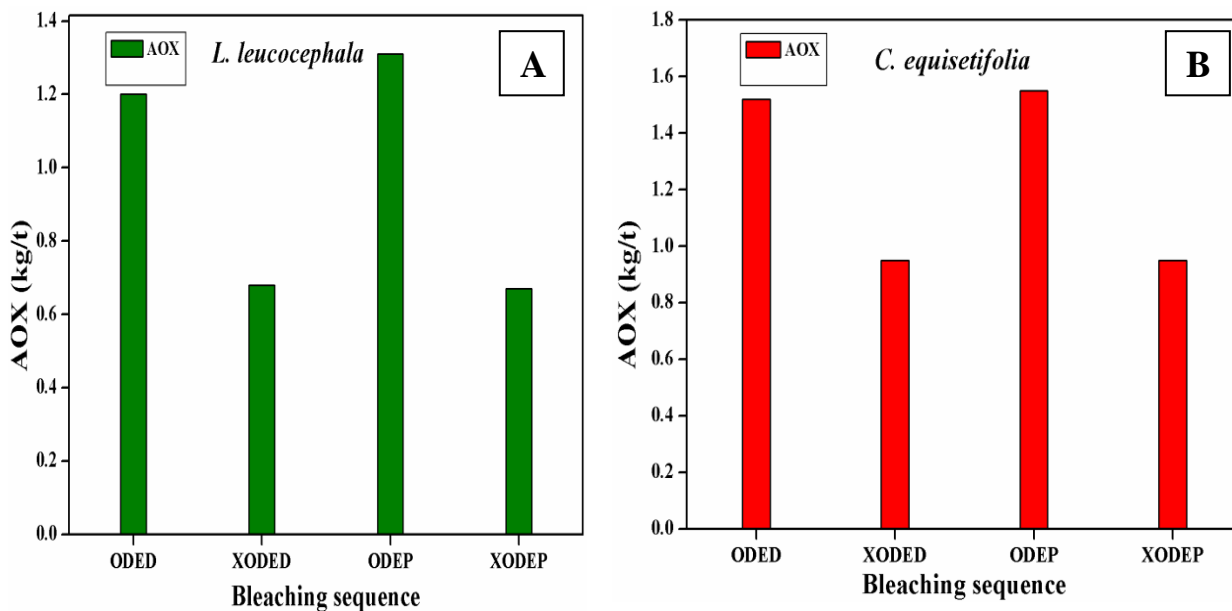 AOX
L. leucocephala
A
1.4
1.2
1.0
0.8
0.6
0.4
0.2
0.0
AOX (kg/t)
ODED XODED ODEP XODEP
Bleaching sequence
AOX
C. equisetifolia
B
1.8
1.6
1.4
1.2
1.0
0.8
0.6
0.4
0.2
0.0
AOX (kg/t)
ODED XODED ODEP XODEP
Bleaching sequence